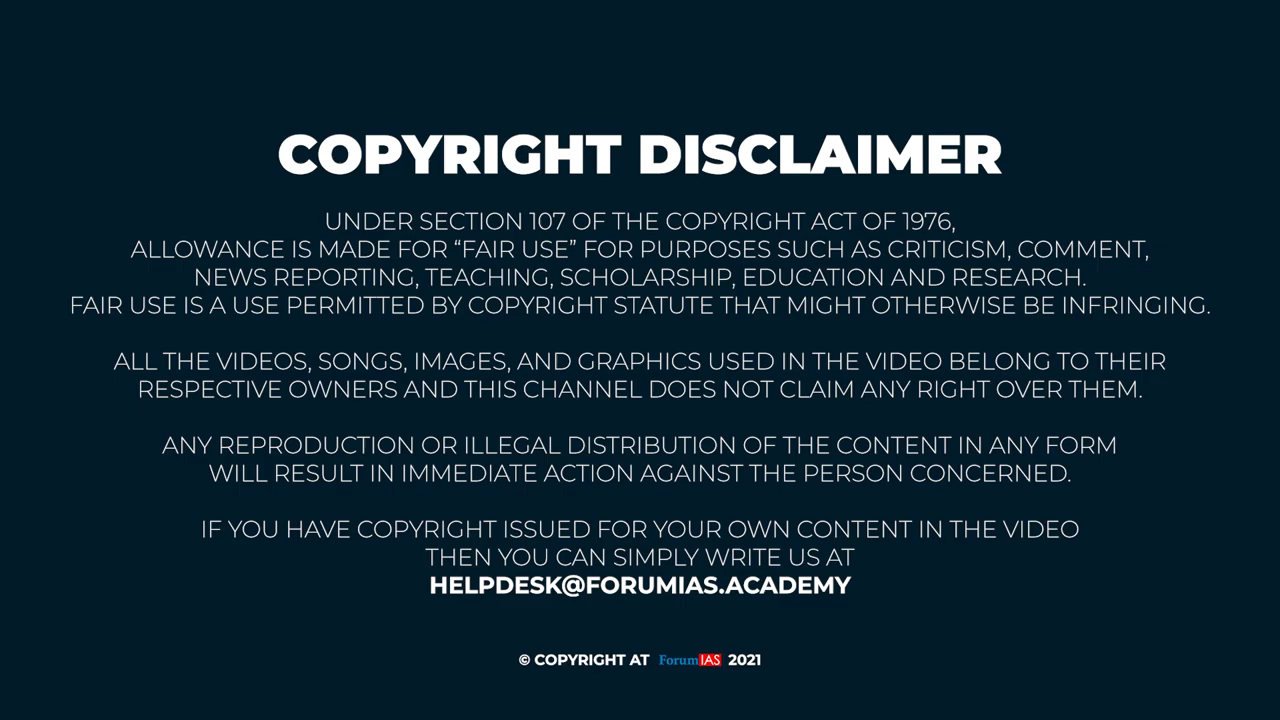 COPYRIGHT DISCLAIMER
UNDER SECTION 107 OF THE COPYRIGHT ACT OF 1976,
ALLOWANCE IS MADE FOR “FAIR USE” FOR PURPOSES SUCH AS CRITICISM, COMMENT,
NEWS REPORTING, TEACHING, SCHOLARSHIP, EDUCATION AND RESEARCH.
FAIR USE IS A USE PERMITTED BY COPYRIGHT STATUTE THAT MIGHT OTHERWISE BE INFRINGING.
ALL THE VIDEOS, SONGS, IMAGES, AND GRAPHICS USED IN THE VIDEO BELONG TO THEIR
RESPECTIVE OWNERS AND THIS CHANNEL DOES NOT CLAIM ANY RIGHT OVER THEM.
ANY REPRODUCTION OR ILLEGAL DISTRIBUTION OF THE CONTENT IN ANY FORM
WILL RESULT IN IMMEDIATE ACTION AGAINST THE PERSON CONCERNED.
IF YOU HAVE COPYRIGHT ISSUED FOR YOUR OWN CONTENT IN THE VIDEO
THEN YOU CAN SIMPLY WRITE US AT
HELPDESK@FORUMIAS.ACADEMY
© COPYRIGHT AT ForumIAS 2021